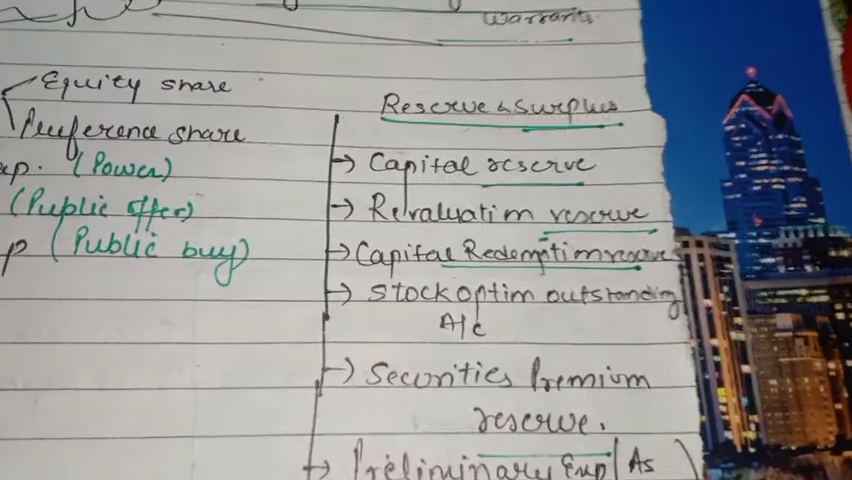 warrants
Equity share
Preference share
xp. (Power)
(Public offer)
p (Public buy)
Reserve & Surplus
→ Capital reserve
→ Revaluation reserve
→ Capital Redemption reserve
→ Stock option outstanding
A/c
→ Securities Premium
reserve.
→ Preliminary Exp (As